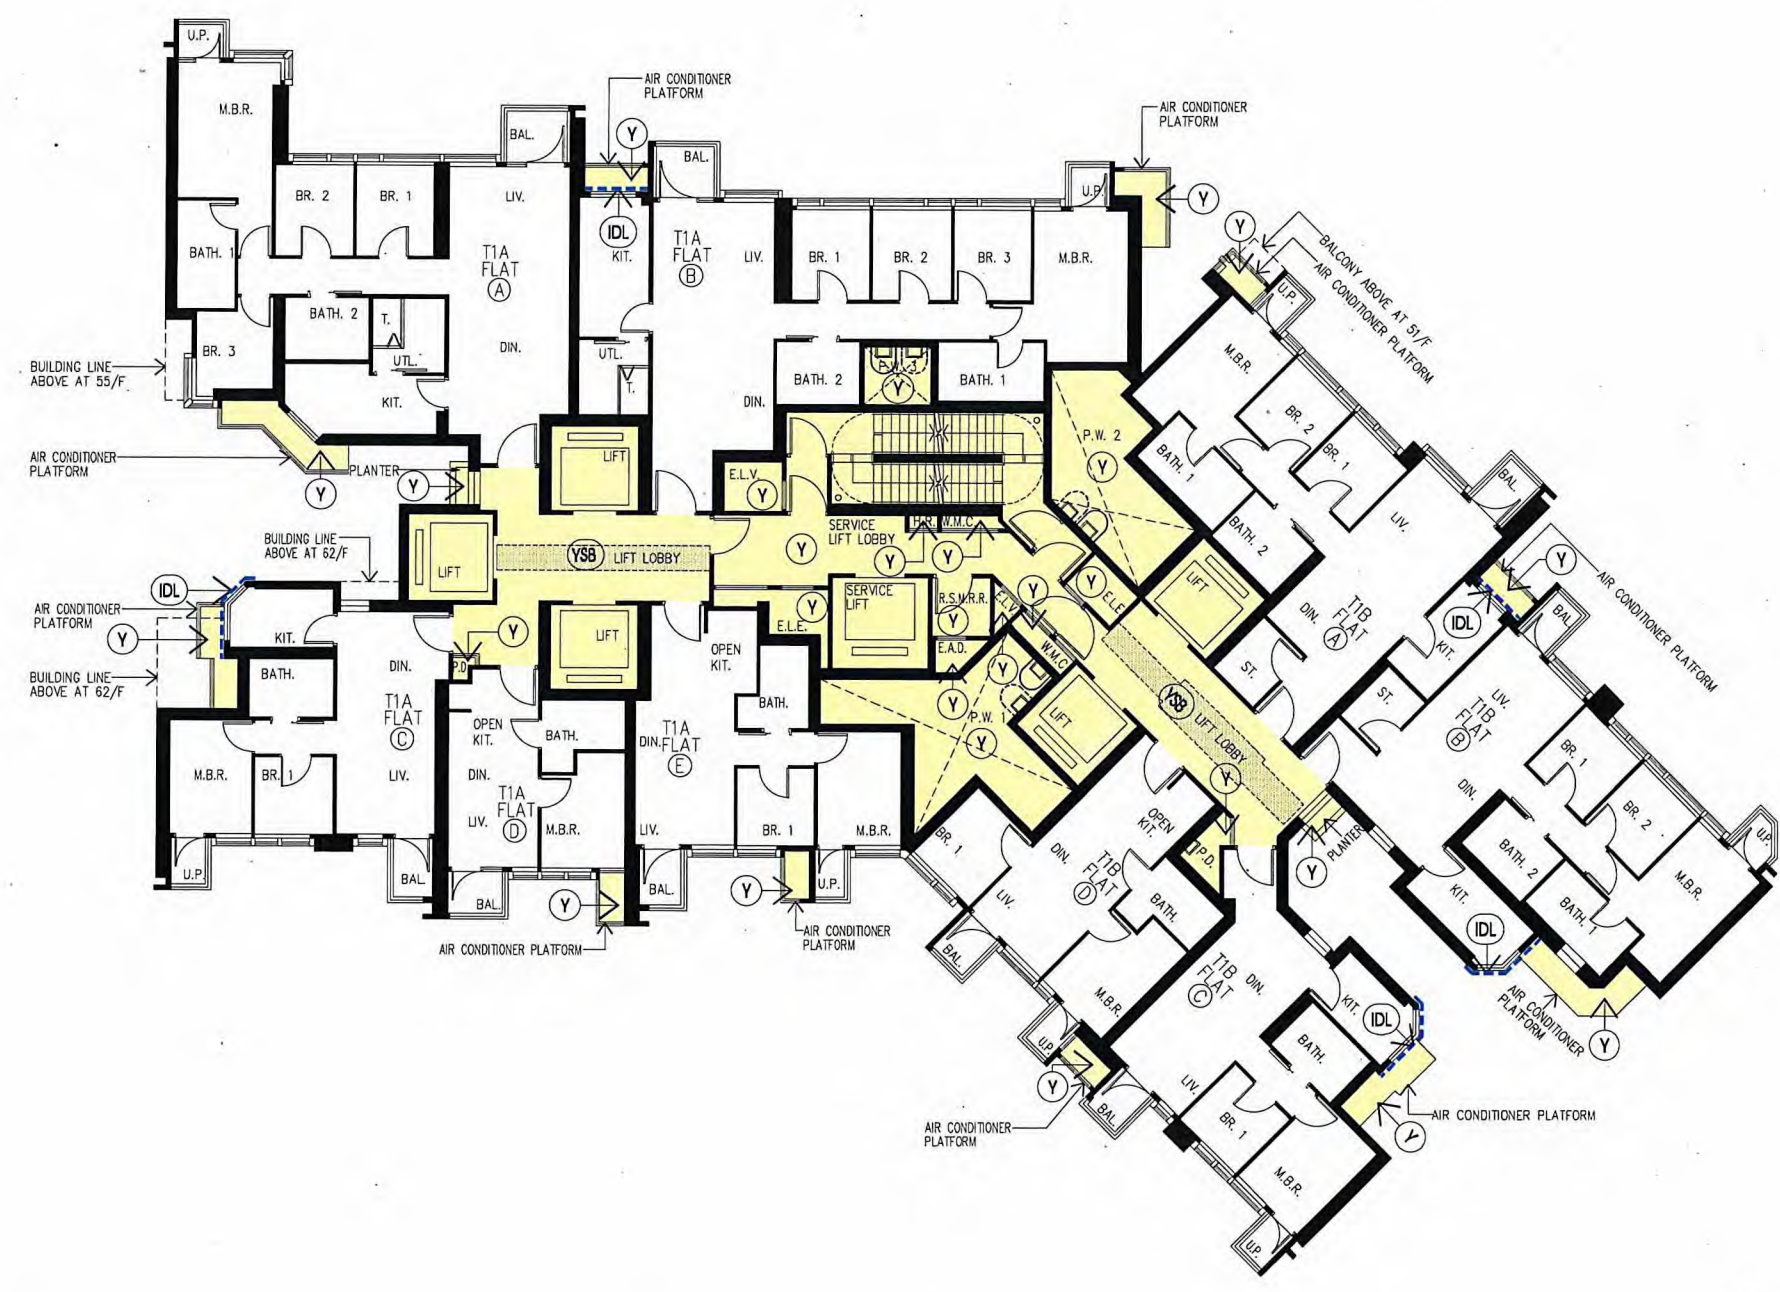 U.P.
M.B.R.
BR. 2
BR. 1
BAL.
LIV.
BATH. 1
T1A
FLAT
A
BATH. 2
T.
UTL.
DIN.
BR. 3
KIT.
BUILDING LINE
ABOVE AT 55/F.
AIR CONDITIONER
PLATFORM
Y
PLANTER
Y
AIR CONDITIONER
PLATFORM
Y
IDL
KIT.
BAL.
T1A
FLAT
B
LIV.
BR. 1
BR. 2
BR. 3
M.B.R.
U.P.
UTL.
T.
DIN.
BATH. 2
P.W. 3
Y
BATH. 1
AIR CONDITIONER
PLATFORM
Y
LIFT
LIFT
LIFT
YSB
LIFT LOBBY
E.L.V.
Y
SERVICE
LIFT LOBBY
Y
H.R.
W.M.C
Y
Y
SERVICE
LIFT
R.S.M.R.R.
Y
E.L.V.
Y
E.A.D.
Y
Y
E.L.E.
Y
W.M.C
Y
ELE
P.W. 2
Y
P.W. 1
Y
BUILDING LINE
ABOVE AT 62/F
IDL
AIR CONDITIONER
PLATFORM
Y
BUILDING LINE
ABOVE AT 62/F
KIT.
BATH.
DIN.
T1A
FLAT
C
LIV.
M.B.R.
BR. 1
U.P.
BAL.
Y
P.D
OPEN
KIT.
BATH.
DIN.
T1A
FLAT
D
LIV.
M.B.R.
BAL.
Y
AIR CONDITIONER PLATFORM
OPEN
KIT.
BATH.
DIN.
T1A
FLAT
E
LIV.
BR. 1
M.B.R.
BAL.
Y
U.P.
AIR CONDITIONER
PLATFORM
Y
BALCONY ABOVE AT 51/F
AIR CONDITIONER PLATFORM
U.P.
M.B.R.
BR. 2
BR. 1
BATH. 1
BATH. 2
LIV.
BAL.
DIN.
T1B
FLAT
A
ST.
KIT.
IDL
Y
AIR CONDITIONER PLATFORM
LIFT
LIFT
YSB
LIFT LOBBY
Y
P.D.
Y
PLANTER
BAL
ST.
LIV.
T1B
FLAT
B
DIN.
BR. 1
BR. 2
BATH. 2
BATH. 1
M.B.R.
U.P.
KIT.
IDL
AIR CONDITIONER
PLATFORM
Y
BR. 1
DIN.
OPEN
KIT.
T1B
FLAT
D
LIV.
BATH.
BAL.
M.B.R.
U.P.
Y
AIR CONDITIONER
PLATFORM
T1B
FLAT
C
DIN.
KIT.
IDL
BATH.
LIV.
BR. 1
M.B.R.
BAL.
U.P.
Y
AIR CONDITIONER PLATFORM